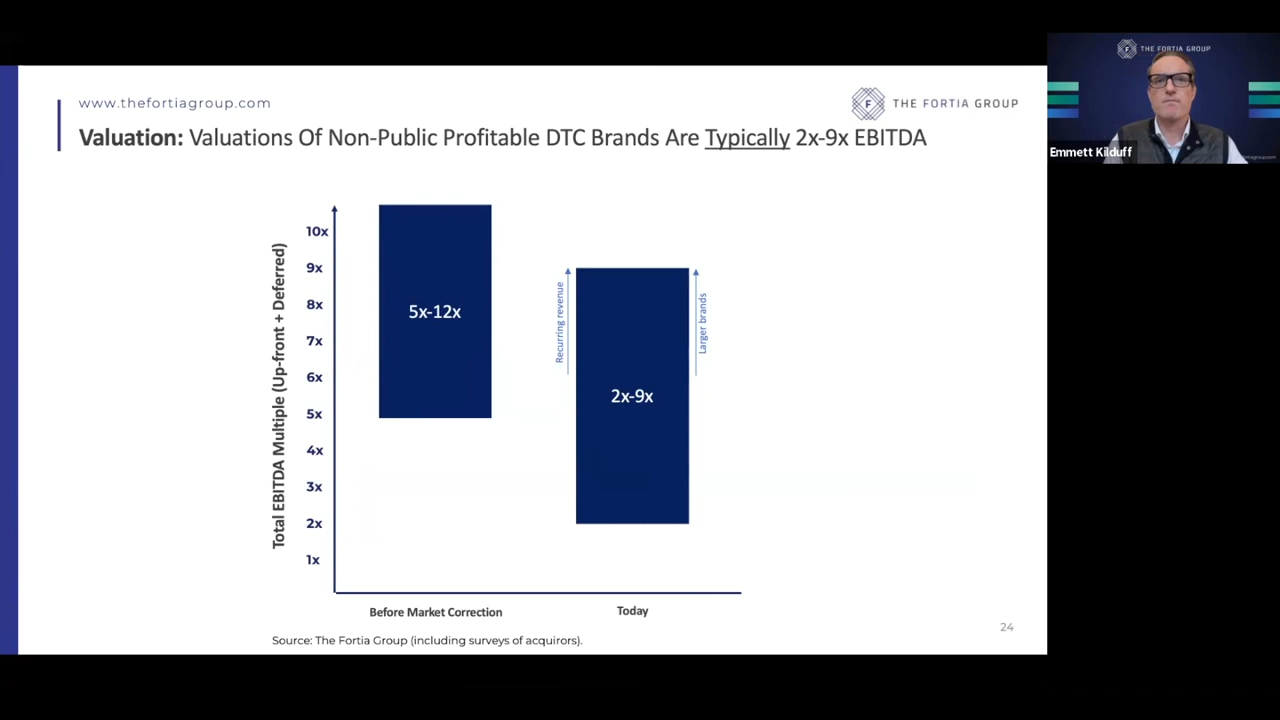 www.thefortiagroup.com
THE FORTIA GROUP
Valuation: Valuations Of Non-Public Profitable DTC Brands Are Typically 2x-9x EBITDA
Total EBITDA Multiple (Up-front + Deferred)
10x
9x
8x
7x
6x
5x
4x
3x
2x
1x
5x-12x
Recurring revenue
2x-9x
Larger brands
Before Market Correction
Today
Source: The Fortia Group (including surveys of acquirors).
24
THE FORTIA GROUP
Emmett Kilduff